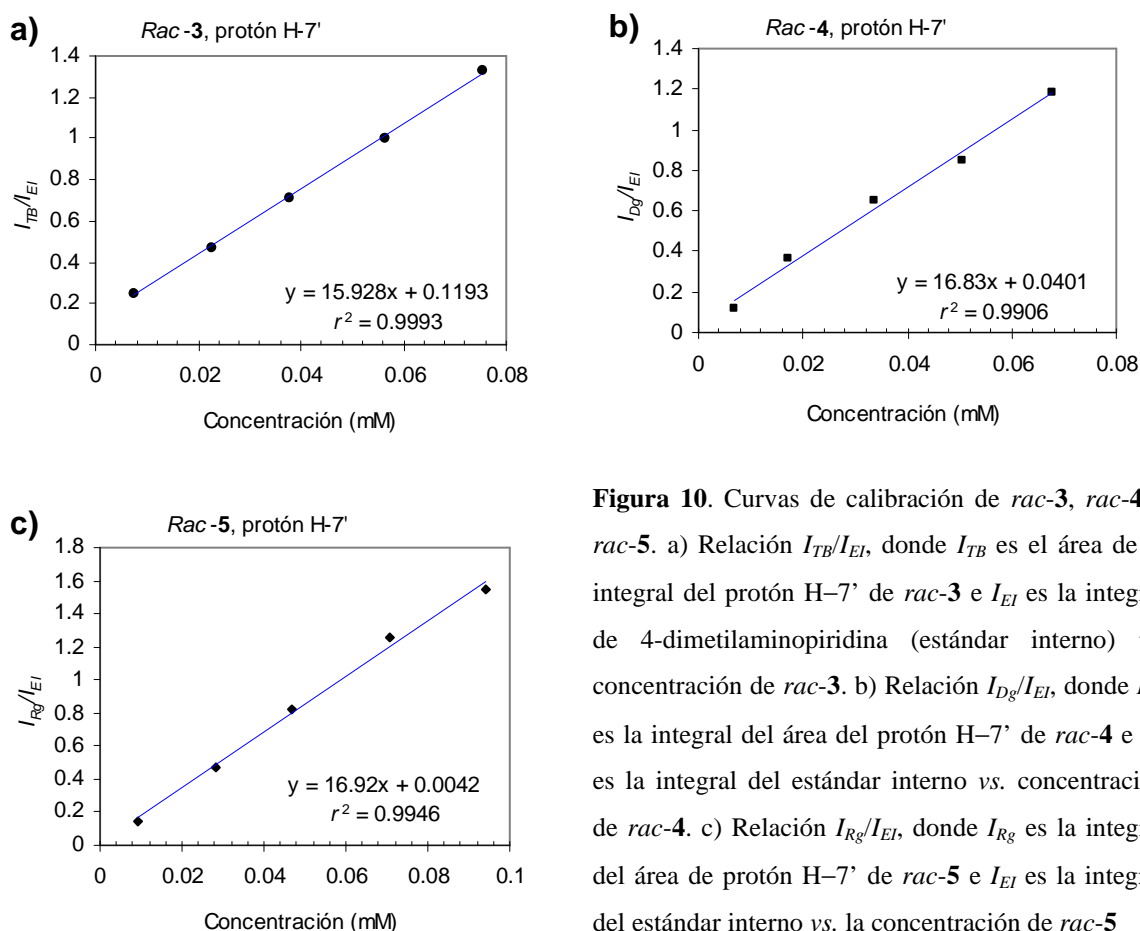 a)
Rac-3, protón H-7'
1.4
1.2
1
0.8
0.6
0.4
0.2
0
I_TB/I_EI
y = 15.928x + 0.1193
r² = 0.9993
0 0.02 0.04 0.06 0.08
Concentración (mM)
b)
Rac-4, protón H-7'
1.4
1.2
1
0.8
0.6
0.4
0.2
0
I_Dg/I_EI
y = 16.83x + 0.0401
r² = 0.9906
0 0.02 0.04 0.06 0.08
Concentración (mM)
c)
Rac-5, protón H-7'
1.8
1.6
1.4
1.2
1
0.8
0.6
0.4
0.2
0
I_Rg/I_EI
y = 16.92x + 0.0042
r² = 0.9946
0 0.02 0.04 0.06 0.08 0.1
Concentración (mM)
Figura 10. Curvas de calibración de rac-3, rac-4
rac-5. a) Relación I_TB/I_EI, donde I_TB es el área de
integral del protón H–7’ de rac-3 e I_EI es la
de 4-dimetilaminopiridina (estándar interno)
concentración de rac-3. b) Relación I_Dg/I_EI, donde
es la integral del área del protón H–7’ de rac-4 e
es la integral del estándar interno vs.
de rac-4. c) Relación I_Rg/I_EI, donde I_Rg es la
del área de protón H–7’ de rac-5 e I_EI es la
del estándar interno vs. la concentración de rac-5